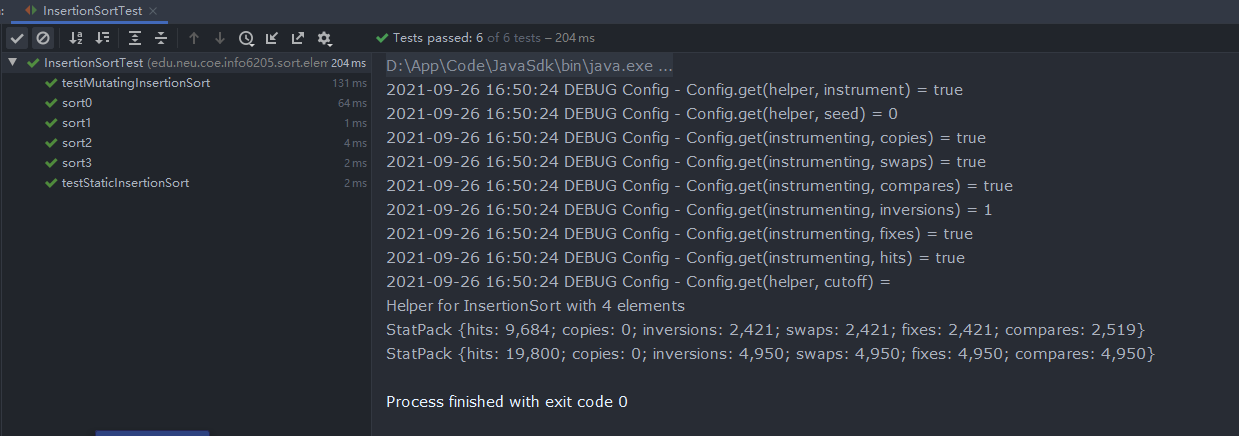 InsertionSortTest
Tests passed: 6 of 6 tests – 204 ms
InsertionSortTest (edu.neu.coe.info6205.sort.elem 204 ms
testMutatingInsertionSort 131 ms
sort0 64 ms
sort1 1 ms
sort2 4 ms
sort3 2 ms
testStaticInsertionSort 2 ms
D:\App\Code\JavaSdk\bin\java.exe ...
2021-09-26 16:50:24 DEBUG Config - Config.get(helper, instrument) = true
2021-09-26 16:50:24 DEBUG Config - Config.get(helper, seed) = 0
2021-09-26 16:50:24 DEBUG Config - Config.get(instrumenting, copies) = true
2021-09-26 16:50:24 DEBUG Config - Config.get(instrumenting, swaps) = true
2021-09-26 16:50:24 DEBUG Config - Config.get(instrumenting, compares) = true
2021-09-26 16:50:24 DEBUG Config - Config.get(instrumenting, inversions) = 1
2021-09-26 16:50:24 DEBUG Config - Config.get(instrumenting, fixes) = true
2021-09-26 16:50:24 DEBUG Config - Config.get(instrumenting, hits) = true
2021-09-26 16:50:24 DEBUG Config - Config.get(helper, cutoff) =
Helper for InsertionSort with 4 elements
StatPack {hits: 9,684; copies: 0; inversions: 2,421; swaps: 2,421; fixes: 2,421; compares: 2,519}
StatPack {hits: 19,800; copies: 0; inversions: 4,950; swaps: 4,950; fixes: 4,950; compares: 4,950}
Process finished with exit code 0